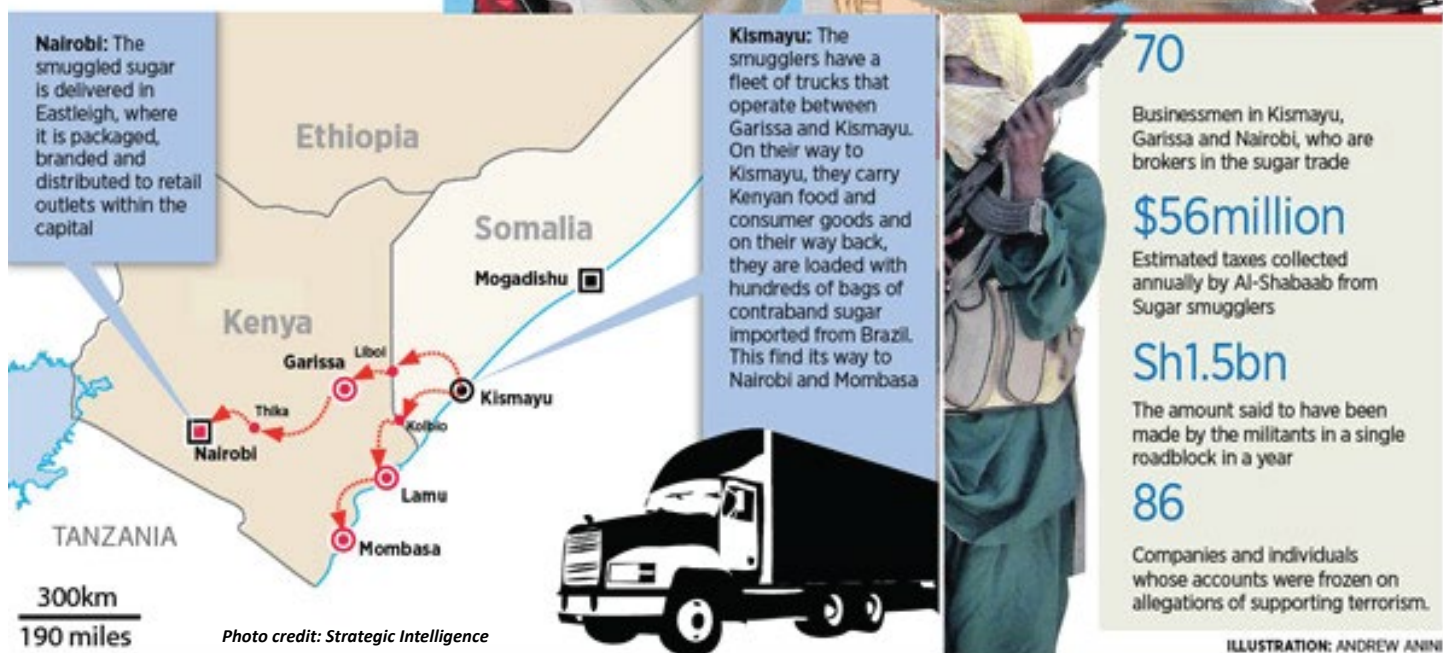 Nairobi: The
smuggled sugar
is delivered in
Eastleigh, where
it is packaged,
branded and
distributed to retail
outlets within the
capital
Ethiopia
Somalia
Mogadishu
Kenya
Garissa
Liboi
Kismayu
Thika
Kolbio
Nairobi
Lamu
TANZANIA
Mombasa
300km
190 miles
Photo credit: Strategic Intelligence
Kismayu: The
smugglers have a
fleet of trucks that
operate between
Garissa and Kismayu.
On their way to
Kismayu, they carry
Kenyan food and
consumer goods and
on their way back,
they are loaded with
hundreds of bags of
contraband sugar
imported from Brazil.
This find its way to
Nairobi and Mombasa
70
Businessmen in Kismayu,
Garissa and Nairobi, who are
brokers in the sugar trade
$56million
Estimated taxes collected
annually by Al-Shabaab from
Sugar smugglers
Sh1.5bn
The amount said to have been
made by the militants in a single
roadblock in a year
86
Companies and individuals
whose accounts were frozen on
allegations of supporting terrorism.
ILLUSTRATION: ANDREW ANINI